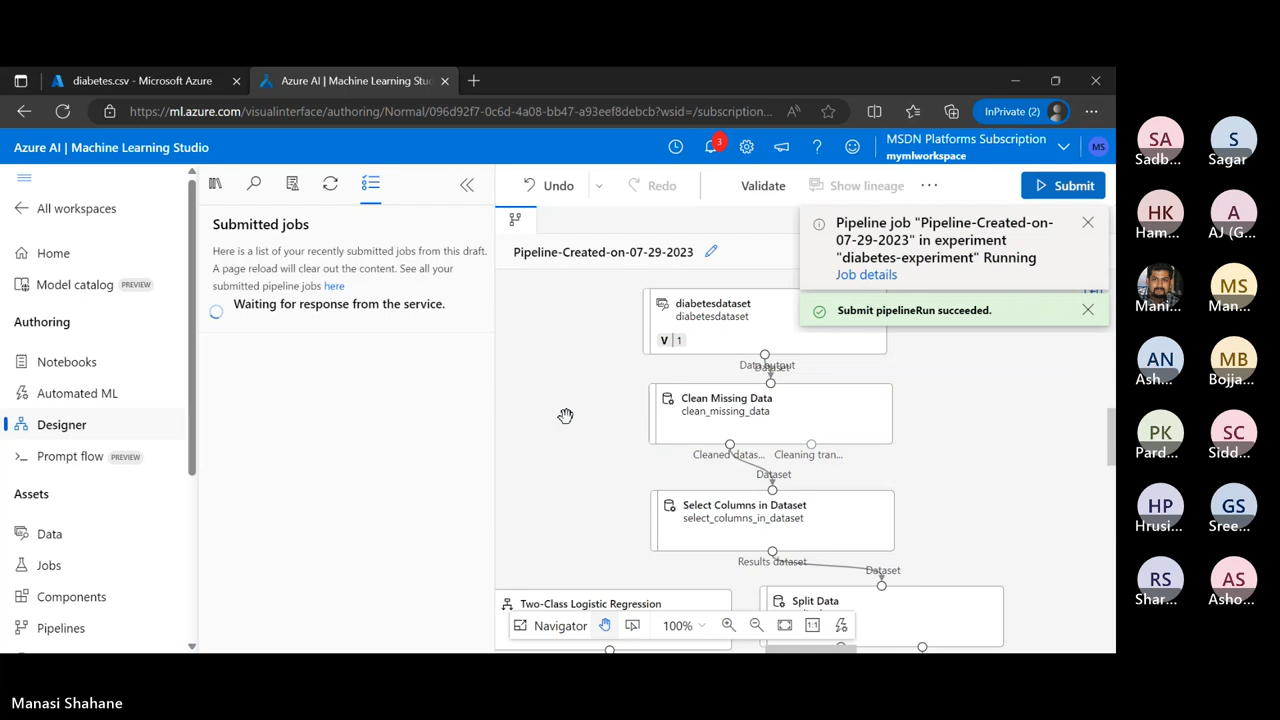 diabetes.csv - Microsoft Azure
Azure AI | Machine Learning Stu
https://ml.azure.com/visualinterface/authoring/Normal/096d92f7-0c6d-4a08-bb47-a93eef8debcb?wsid=/subscription...
InPrivate (2)
Azure AI | Machine Learning Studio
3
MSDN Platforms Subscription
mymlworkspace
MS
All workspaces
Home
Model catalog PREVIEW
Authoring
Notebooks
Automated ML
Designer
Prompt flow PREVIEW
Assets
Data
Jobs
Components
Pipelines
Submitted jobs
Here is a list of your recently submitted jobs from this draft.
A page reload will clear out the content. See all your
submitted pipeline jobs here
Waiting for response from the service.
Undo
Redo
Validate
Show lineage
Submit
Pipeline-Created-on-07-29-2023
Pipeline job "Pipeline-Created-on-
07-29-2023" in experiment
"diabetes-experiment" Running
Job details
Submit pipelineRun succeeded.
diabetesdataset
diabetesdataset
V 1
Data output
Dataset
Clean Missing Data
clean_missing_data
Cleaned datas... Cleaning tran...
Dataset
Select Columns in Dataset
select_columns_in_dataset
Results dataset
Dataset
Two-Class Logistic Regression
Split Data
Navigator
100%
1:1
SA
Sadb...
S
Sagar
HK
Ham...
A
AJ (G...
Mani...
MS
Man...
AN
Ash...
MB
Bojja...
PK
Pard...
SC
Sidd...
HP
Hrusi...
GS
Sree...
RS
Shar...
AS
Asho...
Manasi Shahane